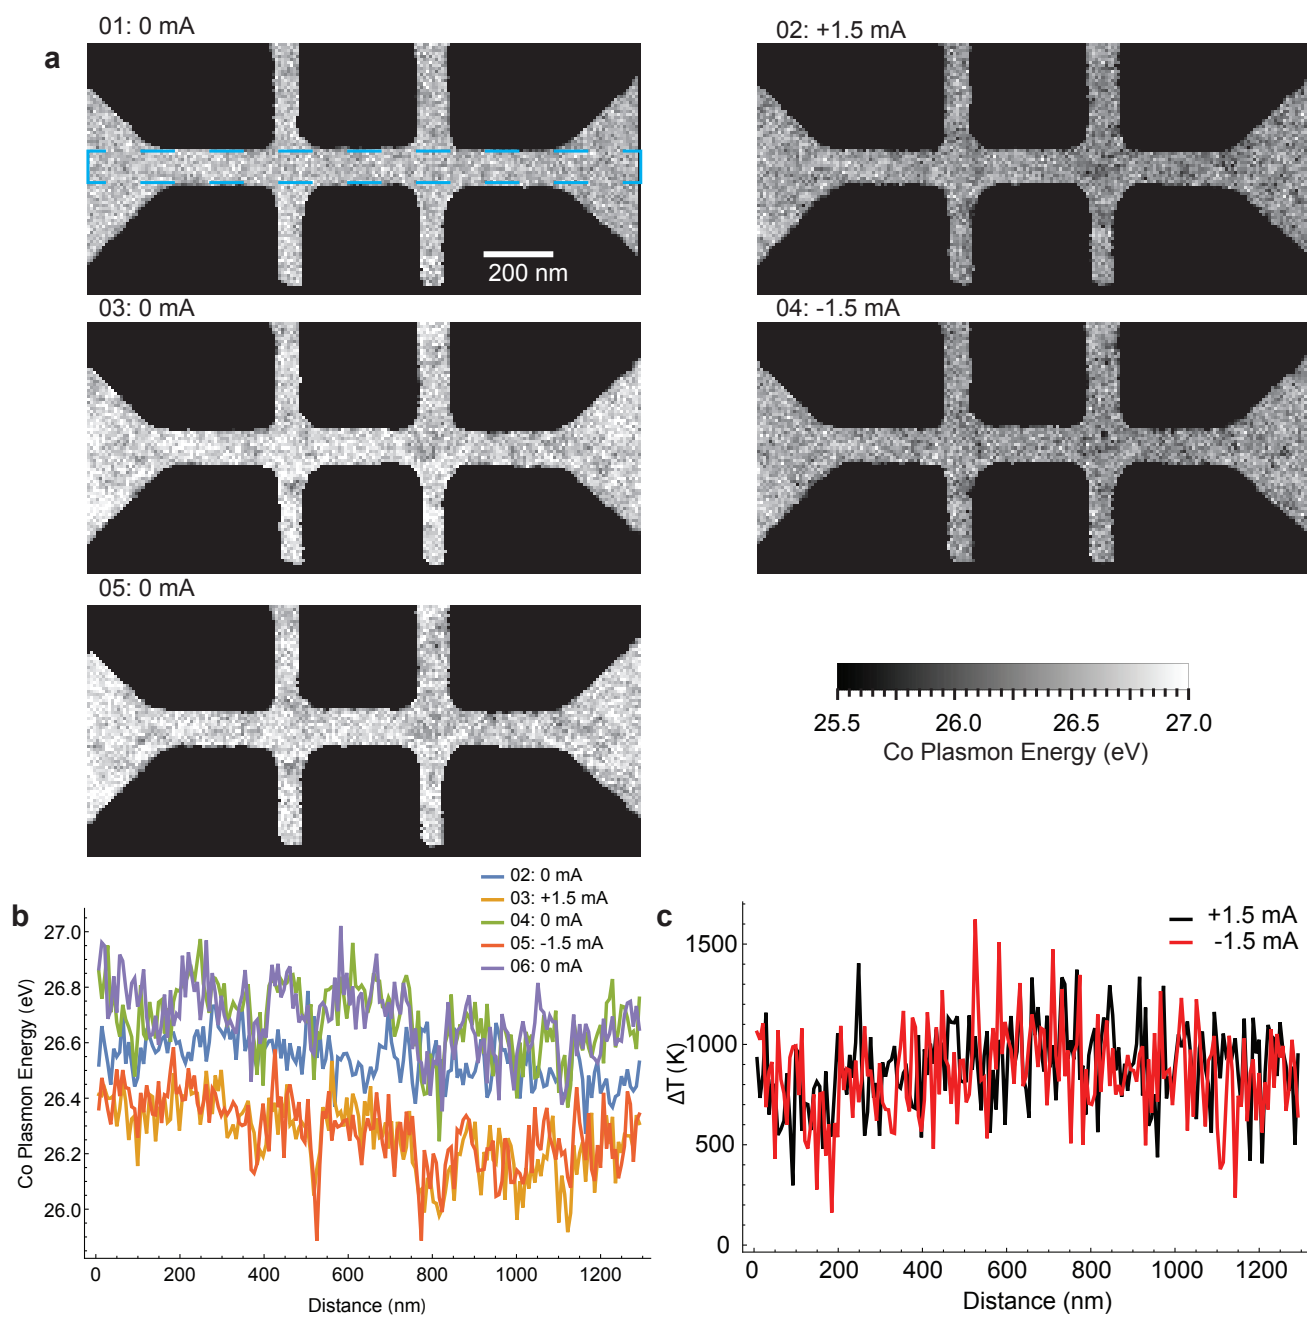 01: 0 mA
02: +1.5 mA
a
200 nm
03: 0 mA
04: -1.5 mA
05: 0 mA
25.5 26.0 26.5 27.0
Co Plasmon Energy (eV)
b
02: 0 mA
03: +1.5 mA
04: 0 mA
05: -1.5 mA
06: 0 mA
27.0
26.8
26.6
26.4
26.2
26.0
Co Plasmon Energy (eV)
0 200 400 600 800 1000 1200
Distance (nm)
c
+1.5 mA
-1.5 mA
1500
1000
500
0
ΔT (K)
0 200 400 600 800 1000 1200
Distance (nm)